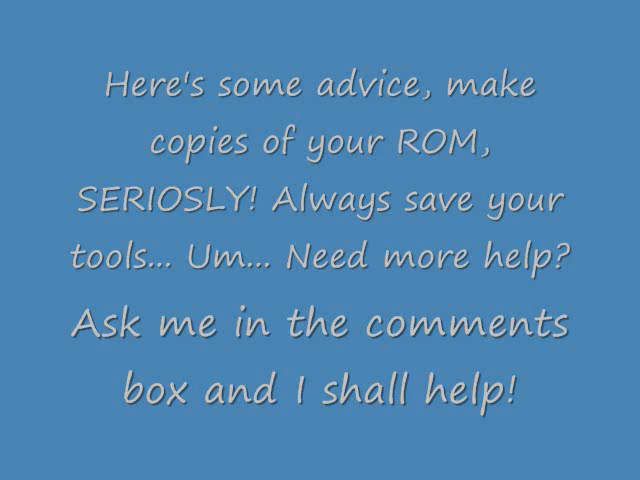 Here's some advice, make
copies of your ROM,
SERIOSLY! Always save your
tools... Um... Need more help?
Ask me in the comments
box and I shall help!